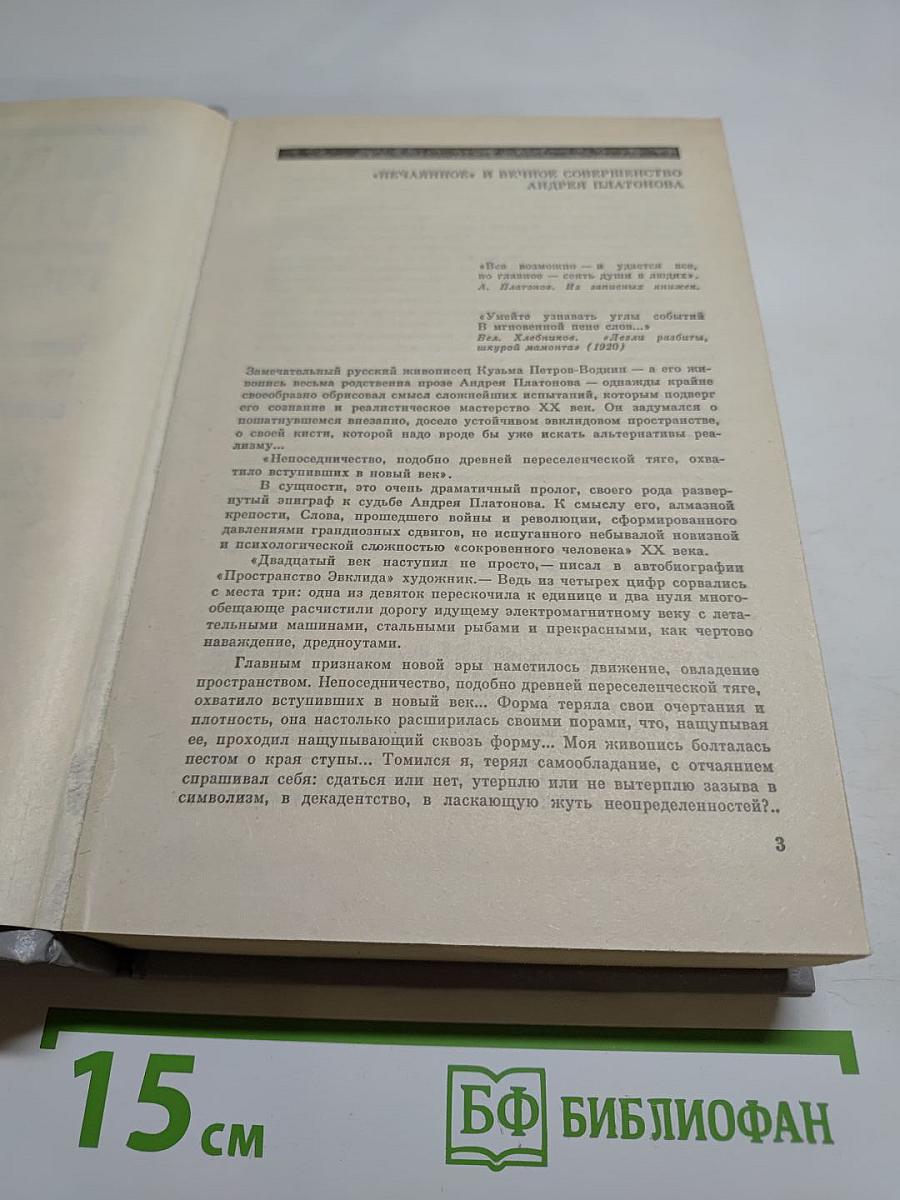 «НЕЧАЯННОЕ» И ВЕЧНОЕ СОВЕРШЕНСТВО
АНДРЕЯ ПЛАТОНОВА
«Все возможно — и удается все,
но главное — сеять души в людях».
А. Платонов. Из записных книжек.
«Умейте узнавать углы событий
В мгновенной пене слов...»
Вел. Хлебников. «Легли разбиты,
шкурой мамонта» (1920)
Замечательный русский живописец Кузьма Петров-Водкин — а его жи-
вопись весьма родственна прозе Андрея Платонова — однажды крайне
своеобразно обрисовал смысл сложнейших испытаний, которым подверг
его сознание и реалистическое мастерство XX век. Он задумался о
пошатнувшемся внезапно, доселе устойчивом эвклидовом пространстве,
о своей кисти, которой надо вроде бы уже искать альтернативы реа-
лизму...
«Непоседничество, подобно древней переселенческой тяге, охва-
тило вступивших в новый век».
В сущности, это очень драматичный пролог, своего рода развер-
нутый эпиграф к судьбе Андрея Платонова. К смыслу его, алмазной
крепости, Слова, прошедшего войны и революции, сформированного
давлениями грандиозных сдвигов, не испуганного небывалой новизной
и психологической сложностью «сокровенного человека» XX века.
«Двадцатый век наступил не просто,— писал в автобиографии
«Пространство Эвклида» художник.— Ведь из четырех цифр сорвались
с места три: одна из девяток перескочила к единице и два нуля много-
обещающе расчистили дорогу идущему электромагнитному веку с лета-
тельными машинами, стальными рыбами и прекрасными, как чертово
наваждение, дредноутами.
Главным признаком новой эры наметилось движение, овладение
пространством. Непоседничество, подобно древней переселенческой тяге,
охватило вступивших в новый век... Форма теряла свои очертания и
плотность, она настолько расширилась своими порами, что, нащупывая
ее, проходил нащупывающий сквозь форму... Моя живопись болталась
пестом о края ступы... Томился я, терял самообладание, с отчаянием
спрашивал себя: сдаться или нет, утерплю или не вытерплю зазыва в
символизм, в декадентство, в ласкающую жуть неопределенностей?..
3
15 см
БФ БИБЛИОФАН